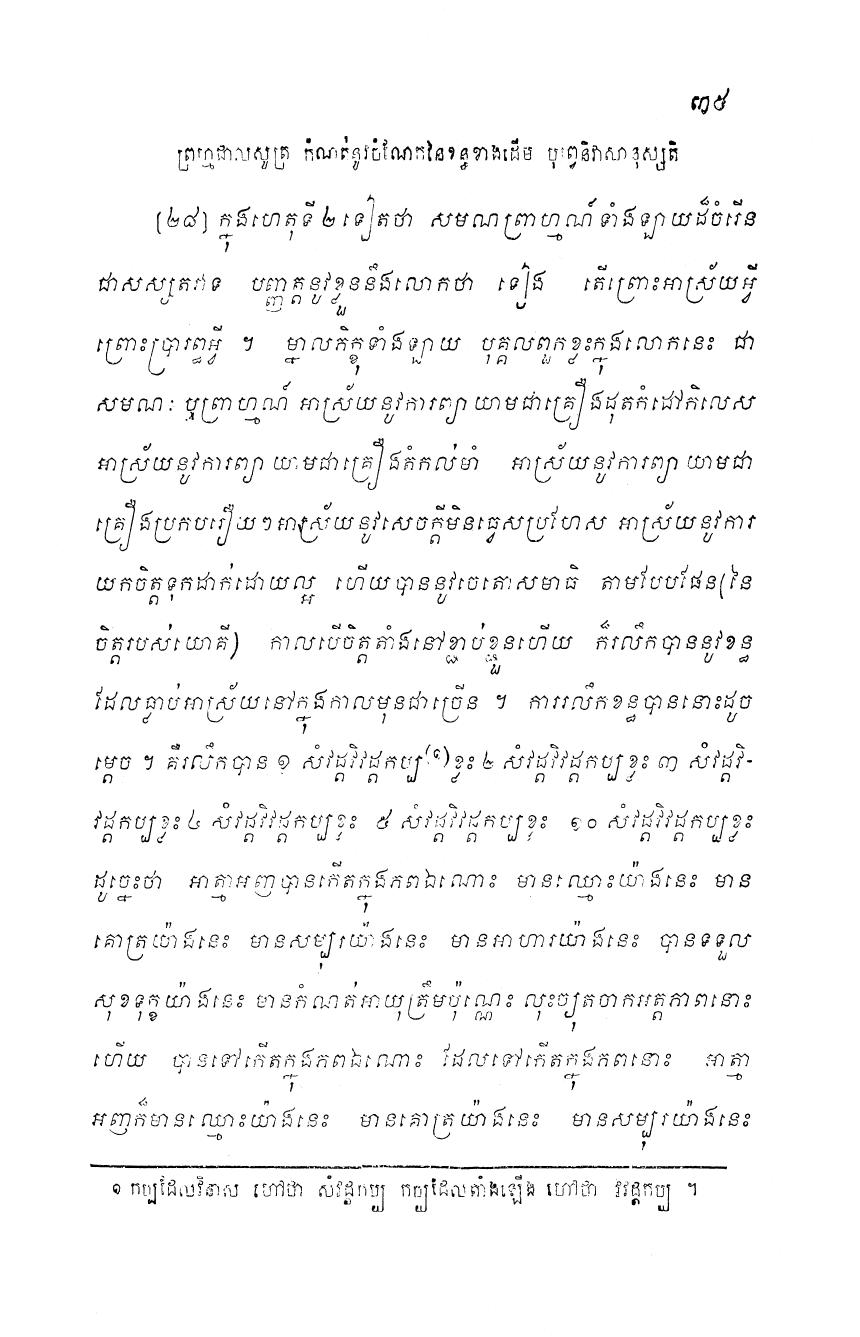 ៣៥
ព្រហ្មជាលសូត្រ កំណត់នូវចំណែកនៃខន្ធខាងដើម បុព្វេនិវាសានុស្សតិ
[២៨] ក្នុងហេតុទី ២ ទៀតថា សមណព្រាហ្មណ៍ទាំងឡាយដ៏ចំរើន
ជាសស្សតវាទ បញ្ញត្តនូវខ្លួននឹងលោកថា ទៀង តើព្រោះអាស្រ័យអ្វី
ព្រោះប្រារព្ធអ្វី ។ ម្នាលភិក្ខុទាំងឡាយ បុគ្គលពួកខ្លះក្នុងលោកនេះ ជា
សមណៈ ឬព្រាហ្មណ៍ អាស្រ័យនូវការព្យាយាមជាគ្រឿងដុតកំដៅកិលេស
អាស្រ័យនូវការព្យាយាមជាគ្រឿងតំកល់មាំ អាស្រ័យនូវការព្យាយាមជា
គ្រឿងប្រកបរឿយៗ អាស្រ័យនូវសេចក្តីមិនធ្វេសប្រហែស អាស្រ័យនូវការ
យកចិត្តទុកដាក់ដោយល្អ ហើយបាននូវចេតោសមាធិ តាមបែបផែន(នៃ
ចិត្តរបស់យោគី) កាលបើចិត្តតាំងនៅខ្ជាប់ខ្ជួនហើយ ក៏រលឹកបាននូវខន្ធ
ដែលធ្លាប់អាស្រ័យនៅក្នុងកាលមុនជាច្រើន ។ ការរលឹកខន្ធបាននោះដូច
ម្តេច ។ គឺរលឹកបាន ១ សំវដ្តវិវដ្តកប្ប(១)ខ្លះ ២ សំវដ្តវិវដ្តកប្បខ្លះ ៣ សំវដ្តវិ-
វដ្តកប្បខ្លះ ៤ សំវដ្តវិវដ្តកប្បខ្លះ ៥ សំវដ្តវិវដ្តកប្បខ្លះ ១០ សំវដ្តវិវដ្តកប្បខ្លះ
ដូច្នេះថា អាត្មាអញបានកើតក្នុងភពឯណោះ មានឈ្មោះយ៉ាងនេះ មាន
គោត្រយ៉ាងនេះ មានសម្បុរយ៉ាងនេះ មានអាហារយ៉ាងនេះ បានទទួល
សុខទុក្ខយ៉ាងនេះ មានកំណត់អាយុត្រឹមប៉ុណ្ណេះ លុះច្យុតចាកអត្តភាពនោះ
ហើយ បានទៅកើតក្នុងភពឯណោះ ដែលទៅកើតក្នុងភពនោះ អាត្មា
អញក៏មានឈ្មោះយ៉ាងនេះ មានគោត្រយ៉ាងនេះ មានសម្បុរយ៉ាងនេះ
១ កប្បដែលវិនាស ហៅថា សំវដ្តកប្ប កប្បដែលតាំងឡើង ហៅថា វិវដ្តកប្ប ។